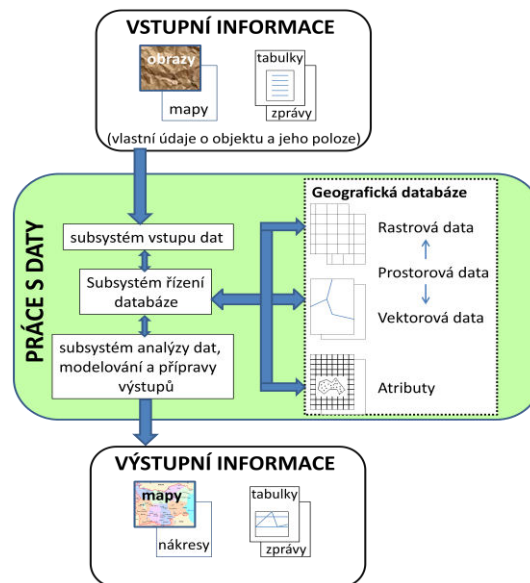 VSTUPNÍ INFORMACE
obrazy
mapy
tabulky
zprávy
(vlastní údaje o objektu a jeho poloze)
PRÁCE S DATY
subsystém vstupu dat
Subsystém řízení
databáze
subsystém analýzy dat,
modelování a přípravy
výstupů
Geografická databáze
Rastrová data
Prostorová data
Vektorová data
Atributy
VÝSTUPNÍ INFORMACE
mapy
nákresy
tabulky
zprávy